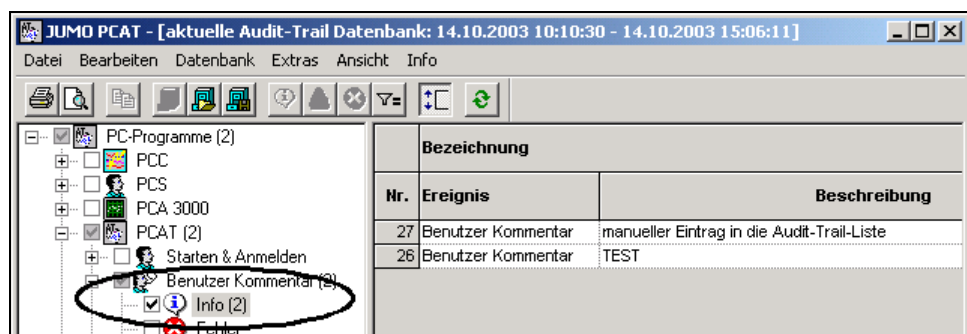 JUMO PCAT - [aktuelle Audit-Trail Datenbank: 14.10.2003 10:10:30 - 14.10.2003 15:06:11]
Datei Bearbeiten Datenbank Extras Ansicht Info
PC-Programme (2)
PCC
PCS
PCA 3000
PCAT (2)
Starten & Anmelden
Benutzer Kommentar (2)
Info (2)
Fehler
Bezeichnung
Nr. Ereignis Beschreibung
27 Benutzer Kommentar manueller Eintrag in die Audit-Trail-Liste
26 Benutzer Kommentar TEST